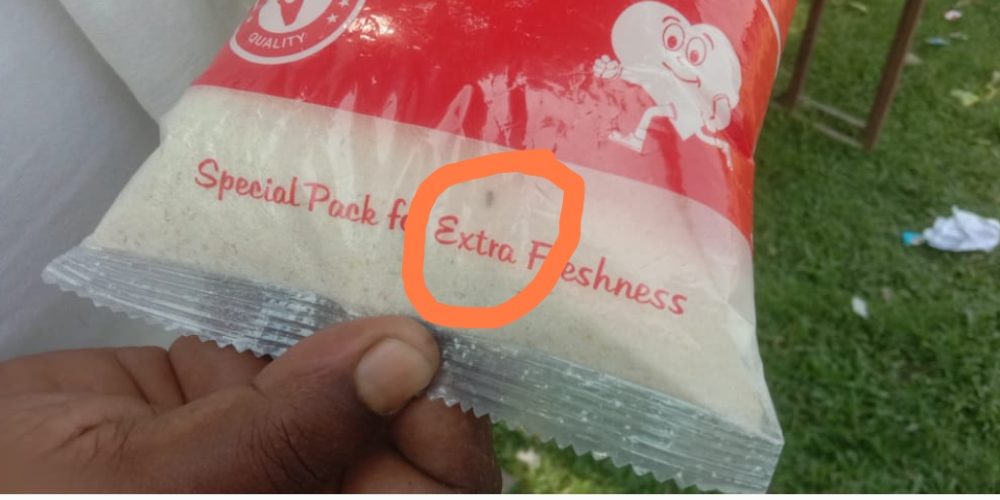 QUALITY
Special Pack for Extra Freshness